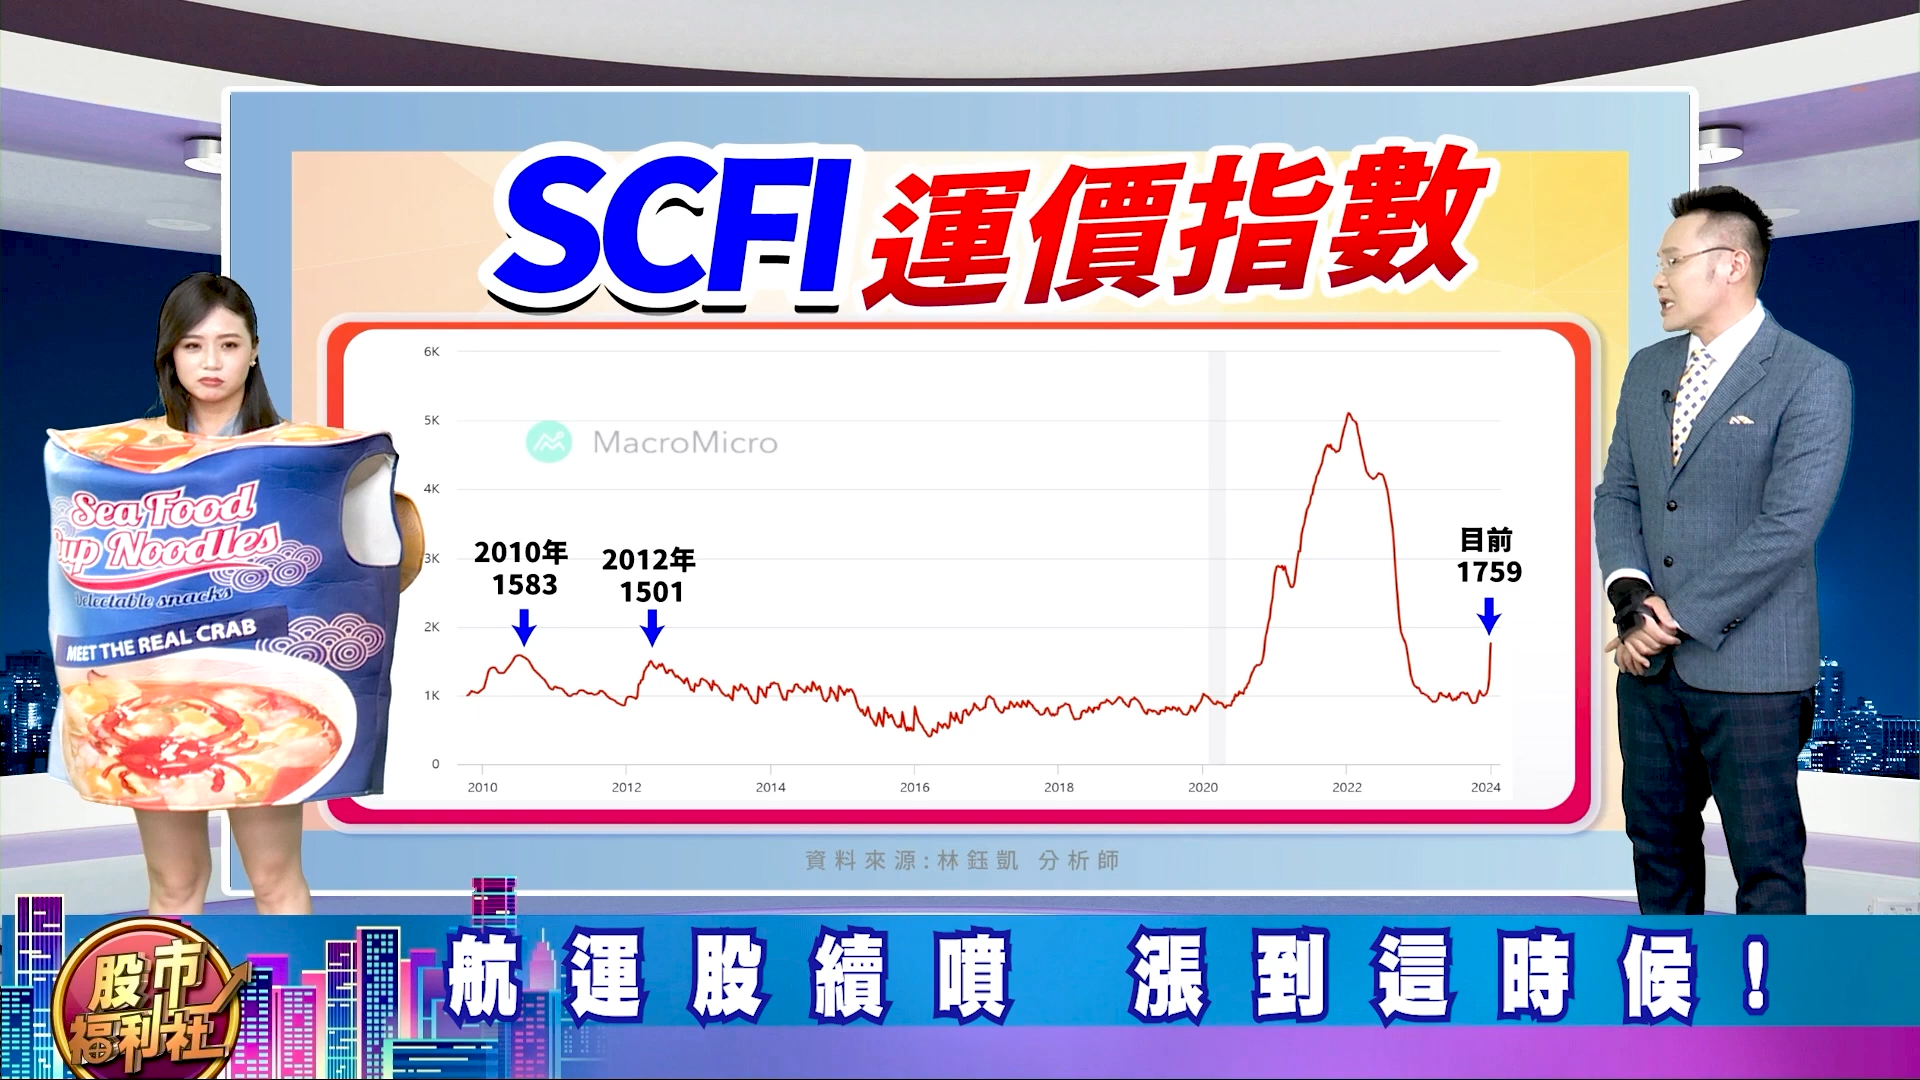 SCFI運價指數
6K
5K
4K
3K
2K
1K
0
MacroMicro
2010年
1583
2012年
1501
目前
1759
2010
2012
2014
2016
2018
2020
2022
2024
資料來源:林鈺凱 分析師
Sea Food
Cup Noodles
Delectable snacks
MEET THE REAL CRAB
股市
福利社
航運股續噴 漲到這時候!